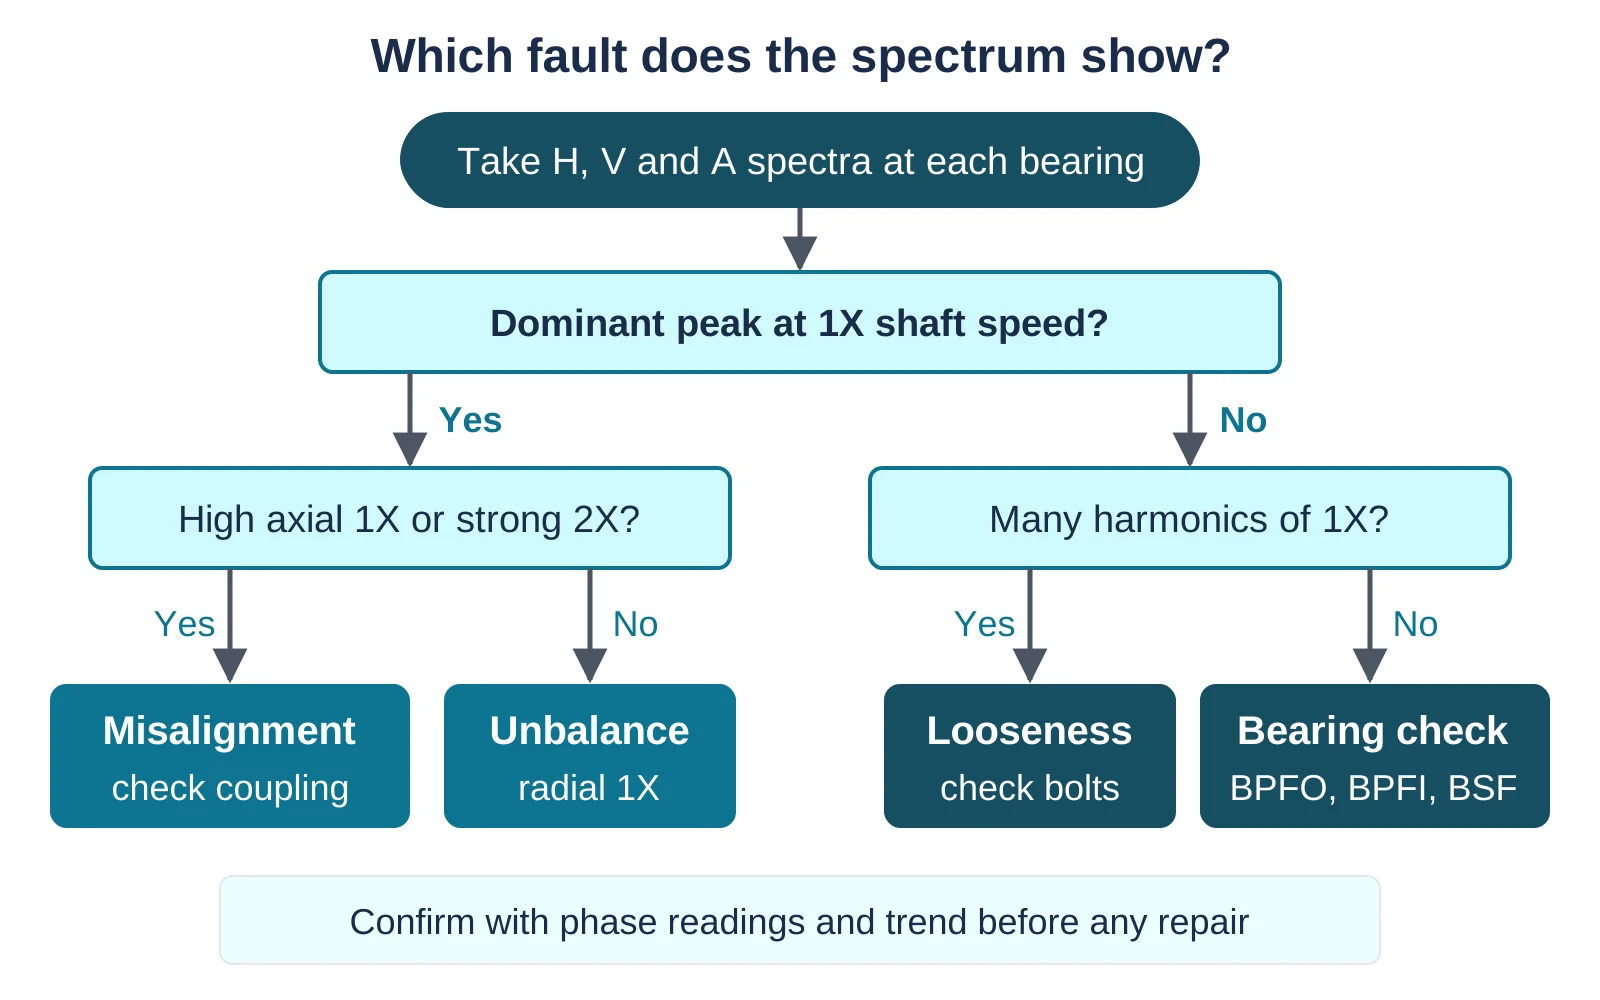 Which fault does the spectrum show?
Take H, V and A spectra at each bearing
Dominant peak at 1X shaft speed?
Yes
No
High axial 1X or strong 2X?
Many harmonics of 1X?
Yes
No
Yes
No
Misalignment
check coupling
Unbalance
radial 1X
Looseness
check bolts
Bearing check
BPFO, BPFI, BSF
Confirm with phase readings and trend before any repair